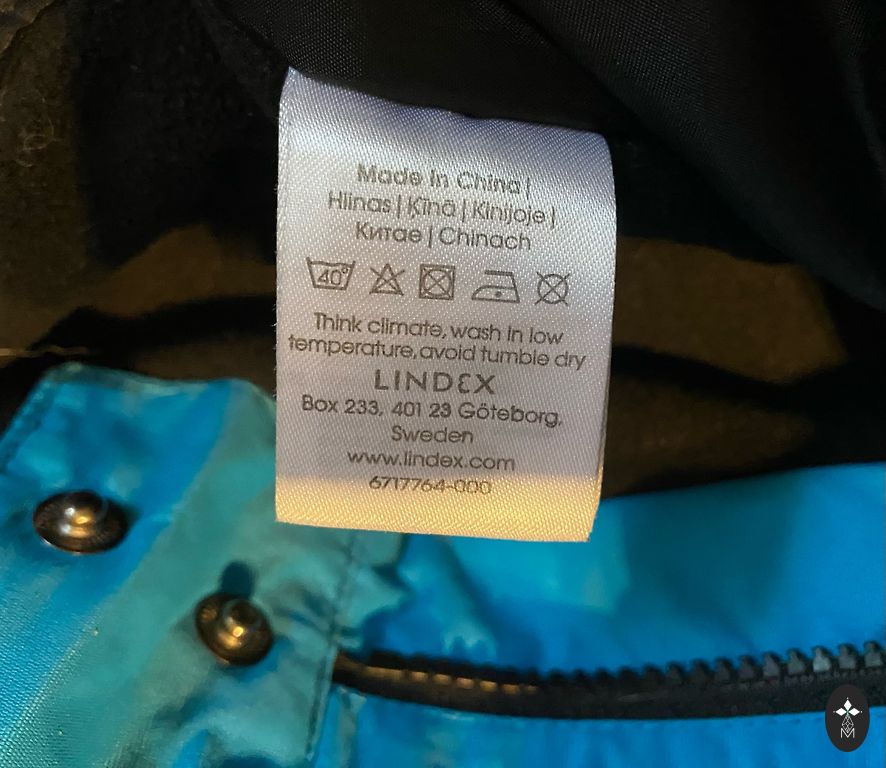 Made in China |
Hiinas | Ķīnā | Kinijoje |
Китае | Chinach
40°
Think climate, wash in low
temperature, avoid tumble dry
LINDEX
Box 233, 401 23 Göteborg,
Sweden
www.lindex.com
6717764-000
M